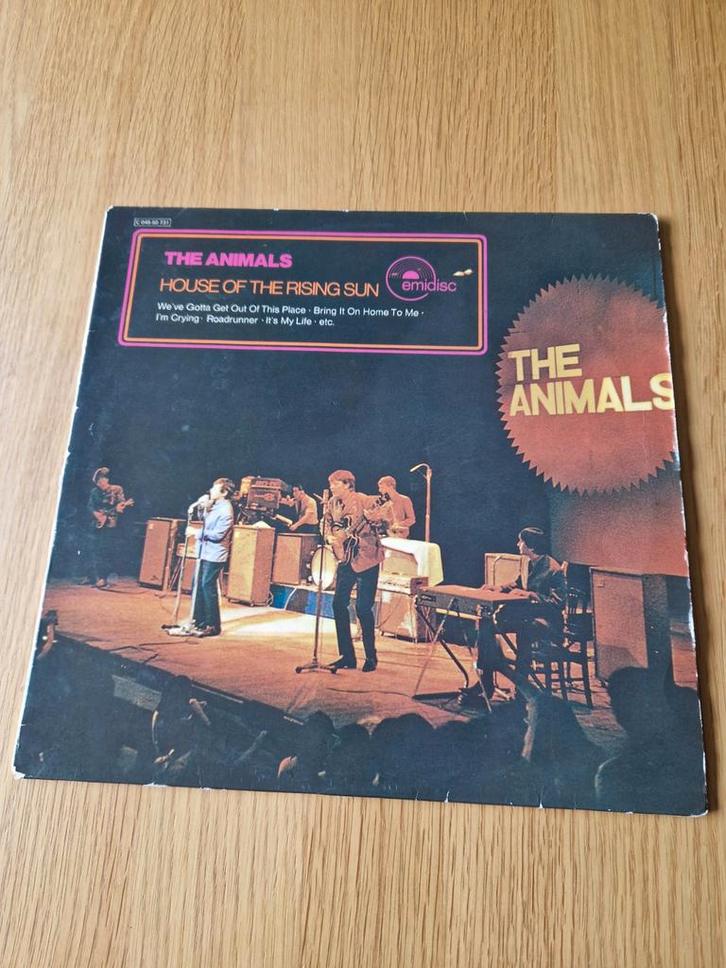 C 048-50 731
THE ANIMALS
HOUSE OF THE RISING SUN
emidisc
We've Gotta Get Out Of This Place · Bring It On Home To Me ·
I'm Crying · Roadrunner · It's My Life · etc.
THE
ANIMALS